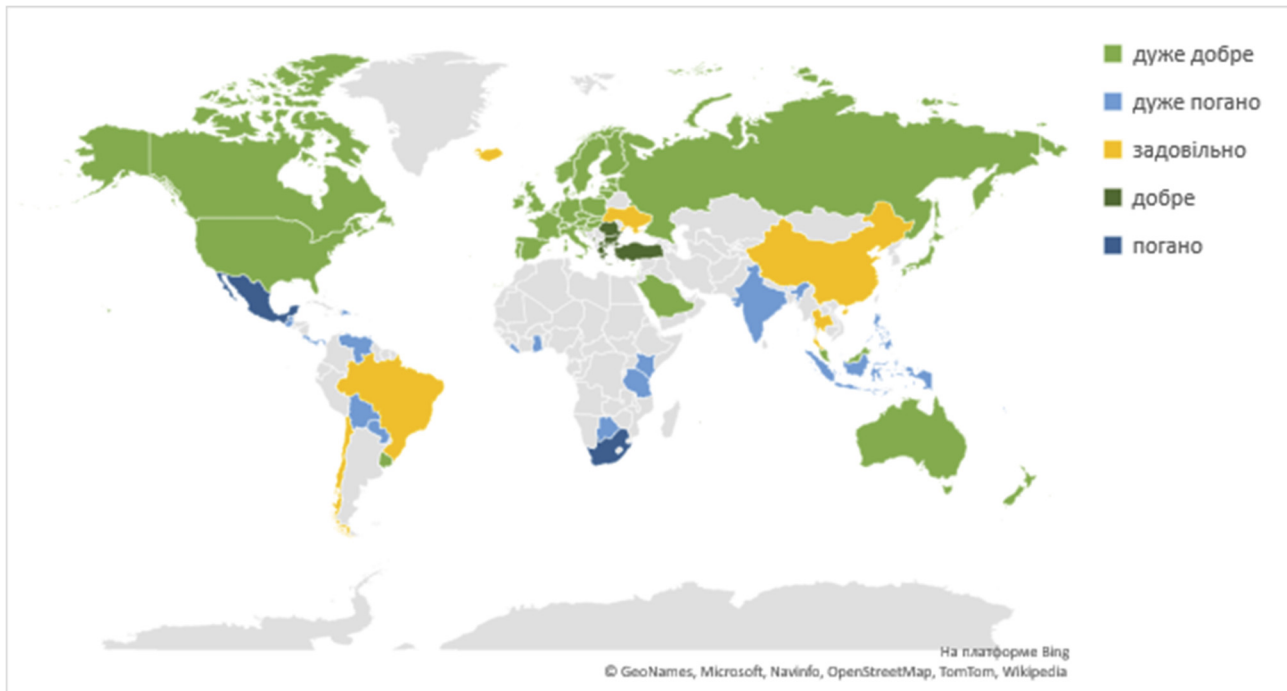 дуже добре
дуже погано
задовільно
добре
погано
На платформе Bing
© GeoNames, Microsoft, Navinfo, OpenStreetMap, TomTom, Wikipedia